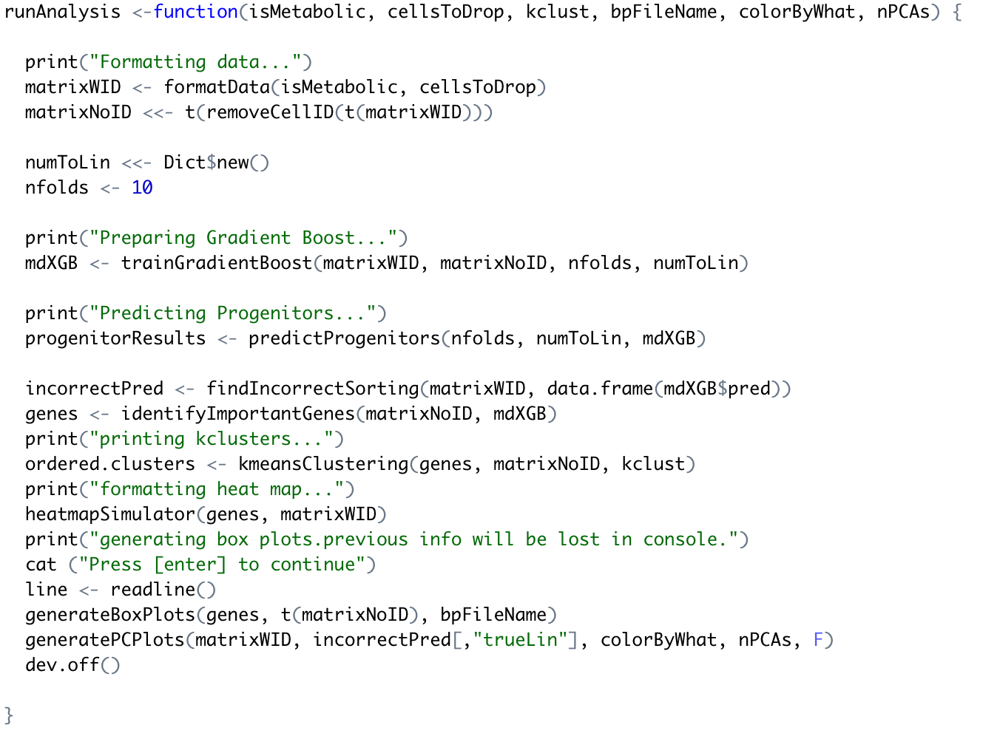 runAnalysis <-function(isMetabolic, cellsToDrop, kclust, bpFileName, colorByWhat, nPCAs) {
print("Formatting data...")
matrixWID <- formatData(isMetabolic, cellsToDrop)
matrixNoID <<- t(removeCellID(t(matrixWID)))
numToLin <<- Dict$new()
nfolds <- 10
print("Preparing Gradient Boost...")
mdXGB <- trainGradientBoost(matrixWID, matrixNoID, nfolds, numToLin)
print("Predicting Progenitors...")
progenitorResults <- predictProgenitors(nfolds, numToLin, mdXGB)
incorrectPred <- findIncorrectSorting(matrixWID, data.frame(mdXGB$pred))
genes <- identifyImportantGenes(matrixNoID, mdXGB)
print("printing kclusters...")
ordered.clusters <- kmeansClustering(genes, matrixNoID, kclust)
print("formatting heat map...")
heatmapSimulator(genes, matrixWID)
print("generating box plots.previous info will be lost in console.")
cat ("Press [enter] to continue")
line <- readline()
generateBoxPlots(genes, t(matrixNoID), bpFileName)
generatePCPlots(matrixWID, incorrectPred[,"trueLin"], colorByWhat, nPCAs, F)
dev.off()
}